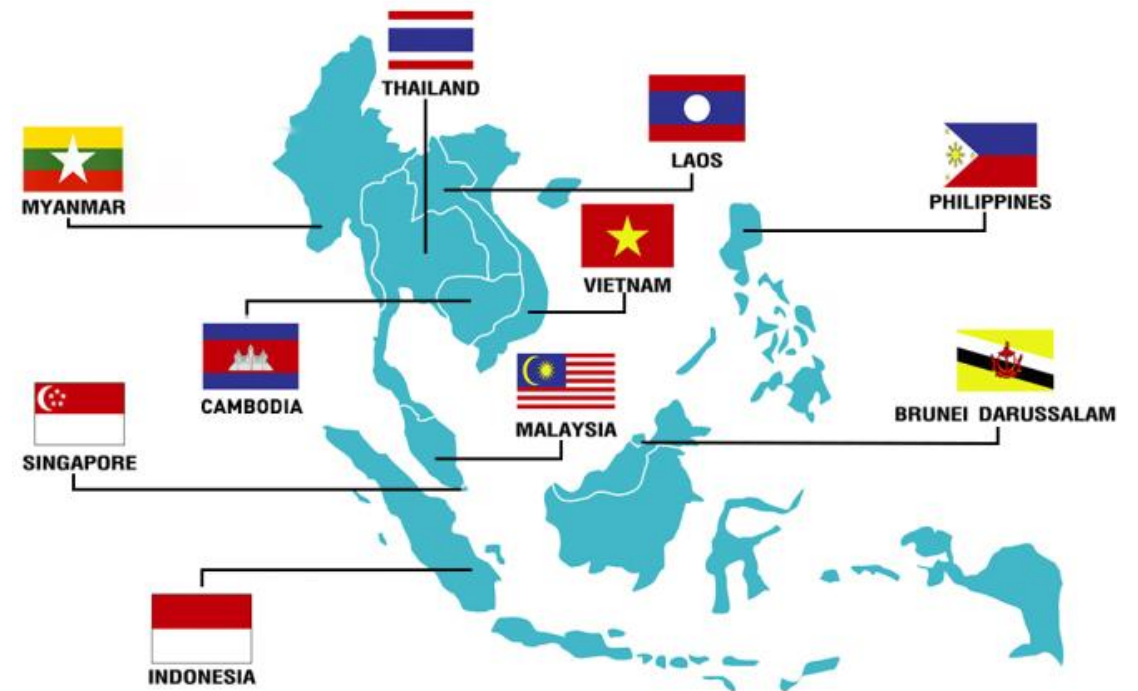 THAILAND
LAOS
MYANMAR
PHILIPPINES
VIETNAM
CAMBODIA
MALAYSIA
BRUNEI DARUSSALAM
SINGAPORE
INDONESIA